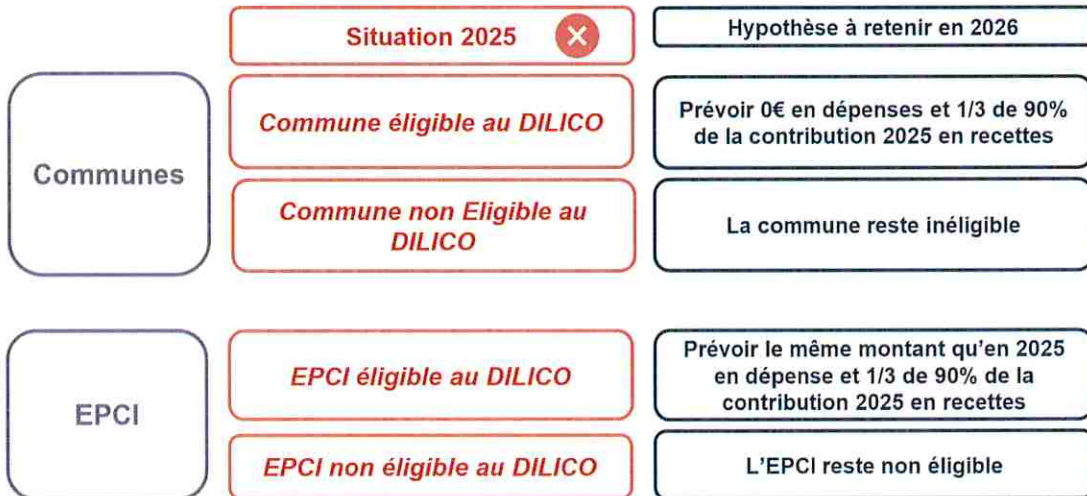 Situation 2025
Hypothèse à retenir en 2026
Communes
Commune éligible au DILICO
Prévoir 0€ en dépenses et 1/3 de 90%
de la contribution 2025 en recettes
Commune non Eligible au
DILICO
La commune reste inéligible
EPCI
EPCI éligible au DILICO
Prévoir le même montant qu'en 2025
en dépense et 1/3 de 90% de la
contribution 2025 en recettes
EPCI non éligible au DILICO
L'EPCI reste non éligible